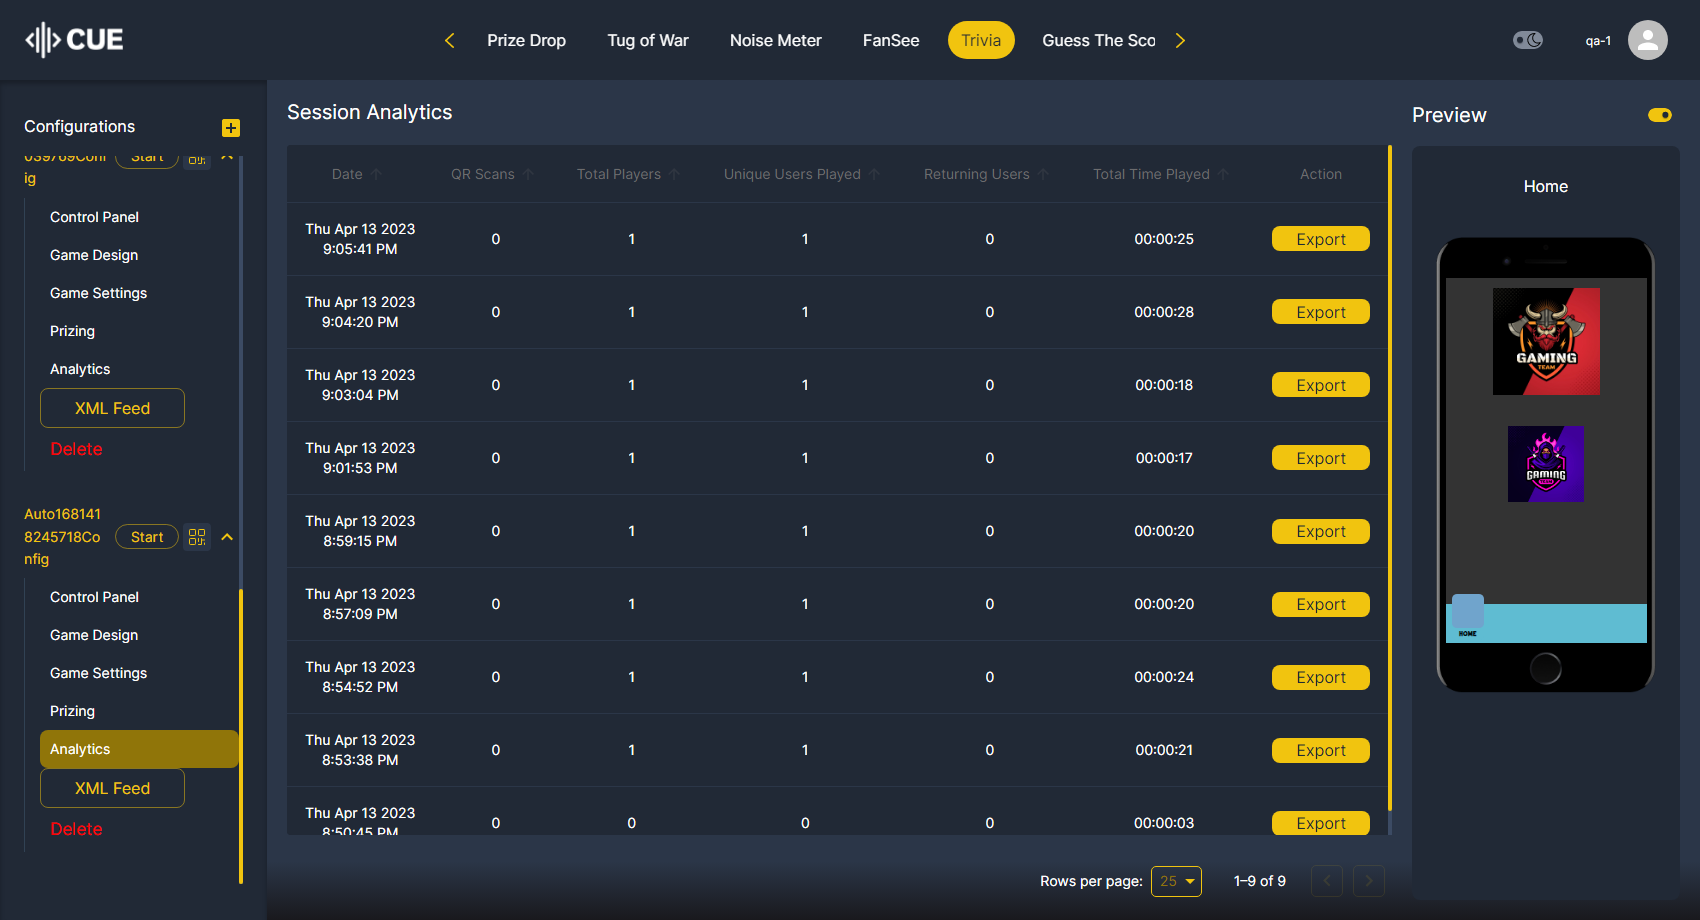 CUE
Prize Drop
Tug of War
Noise Meter
FanSee
Trivia
Guess The Sco
qa-1
Configurations
039769Conf
ig
Start
Control Panel
Game Design
Game Settings
Prizing
Analytics
XML Feed
Delete
Auto168141
8245718Co
nfig
Start
Control Panel
Game Design
Game Settings
Prizing
Analytics
XML Feed
Delete
Session Analytics
Date QR Scans Total Players Unique Users Played Returning Users Total Time Played Action
Thu Apr 13 2023
9:05:41 PM
0 1 1 0 00:00:25 Export
Thu Apr 13 2023
9:04:20 PM
0 1 1 0 00:00:28 Export
Thu Apr 13 2023
9:03:04 PM
0 1 1 0 00:00:18 Export
Thu Apr 13 2023
9:01:53 PM
0 1 1 0 00:00:17 Export
Thu Apr 13 2023
8:59:15 PM
0 1 1 0 00:00:20 Export
Thu Apr 13 2023
8:57:09 PM
0 1 1 0 00:00:20 Export
Thu Apr 13 2023
8:54:52 PM
0 1 1 0 00:00:24 Export
Thu Apr 13 2023
8:53:38 PM
0 1 1 0 00:00:21 Export
Thu Apr 13 2023
8:50:45 PM
0 0 0 0 00:00:03 Export
Rows per page: 25 1–9 of 9
Preview
Home
GAMING
TEAM
GAMING
TEAM
HOME